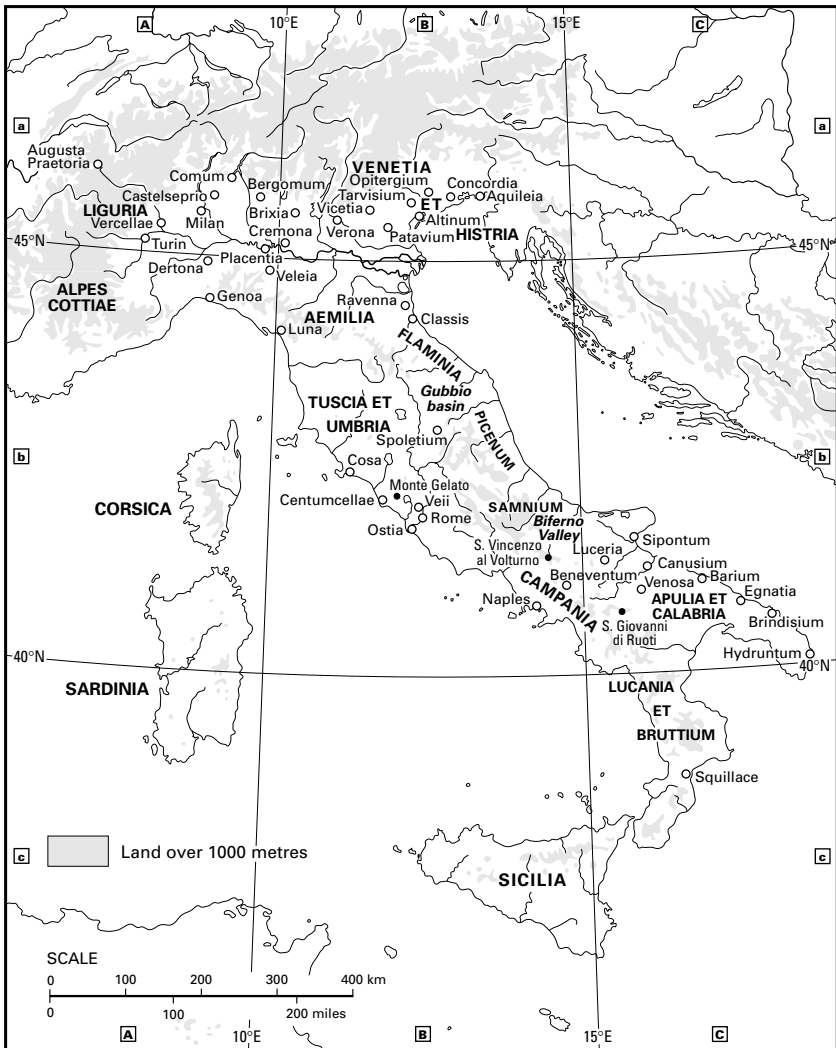 10°E
15°E
A
B
C
a
a
Augusta
Praetoria
VENETIA
Opitergium
Concordia
Comum
Bergomum
Tarvisium
ET
Aquileia
Castelseprio
Vicetia
Altinum
LIGURIA
Brixia
HISTRIA
Vercellae
Milan
Verona
Patavium
45°N
Cremona
45°N
Turin
Placentia
Dertona
Veleia
ALPES
COTTIAE
Genoa
Ravenna
AEMILIA
Classis
Luna
FLAMINIA
TUSCIA ET
UMBRIA
Gubbio
basin
PICENUM
Spoletium
b
b
Cosa
Monte Gelato
CORSICA
Centumcellae
Veii
SAMNIUM
Rome
Biferno
Valley
Ostia
Sipontum
S. Vincenzo
al Volturno
Luceria
Canusium
Beneventum
Venosa
Barium
CAMPANIA
Egnatia
Naples
APULIA ET
CALABRIA
Brindisium
S. Giovanni
di Ruoti
Hydruntum
40°N
40°N
SARDINIA
LUCANIA
ET
BRUTTIUM
Squillace
c
c
Land over 1000 metres
SICILIA
SCALE
0 100 200 300 400 km
0 100 200 miles
A
10°E
B
15°E
C